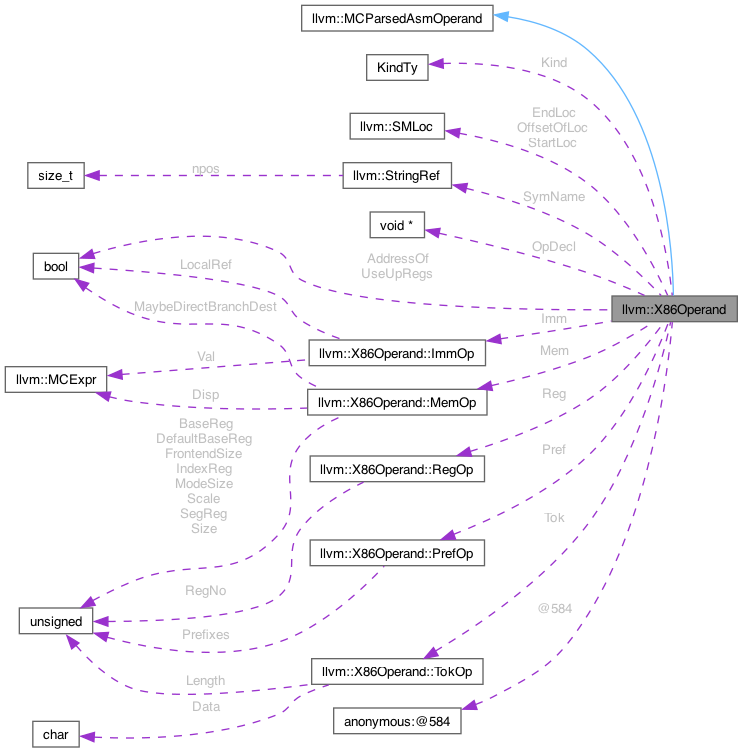 llvm::MCParsedAsmOperand
KindTy
Kind
llvm::SMLoc
EndLoc
OffsetOfLoc
StartLoc
size_t
npos
llvm::StringRef
SymName
void *
OpDecl
bool
LocalRef
AddressOf
UseUpRegs
MaybeDirectBranchDest
llvm::X86Operand
Imm
llvm::X86Operand::ImmOp
Val
Mem
llvm::MCExpr
Disp
llvm::X86Operand::MemOp
Reg
BaseReg
DefaultBaseReg
FrontendSize
IndexReg
ModeSize
Scale
SegReg
Size
llvm::X86Operand::RegOp
Pref
Tok
llvm::X86Operand::PrefOp
RegNo
@584
unsigned
Prefixes
llvm::X86Operand::TokOp
Length
Data
char
anonymous:@584